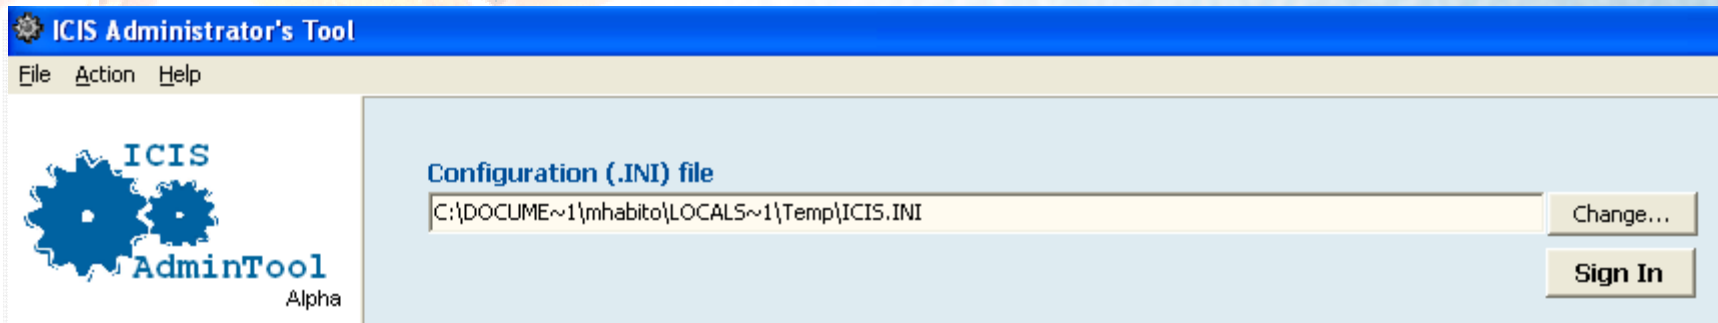 ICIS Administrator's Tool
File Action Help
ICIS
AdminTool
Alpha
Configuration (.INI) file
C:\DOCUME~1\mhabito\LOCALS~1\Temp\ICIS.INI
Change...
Sign In